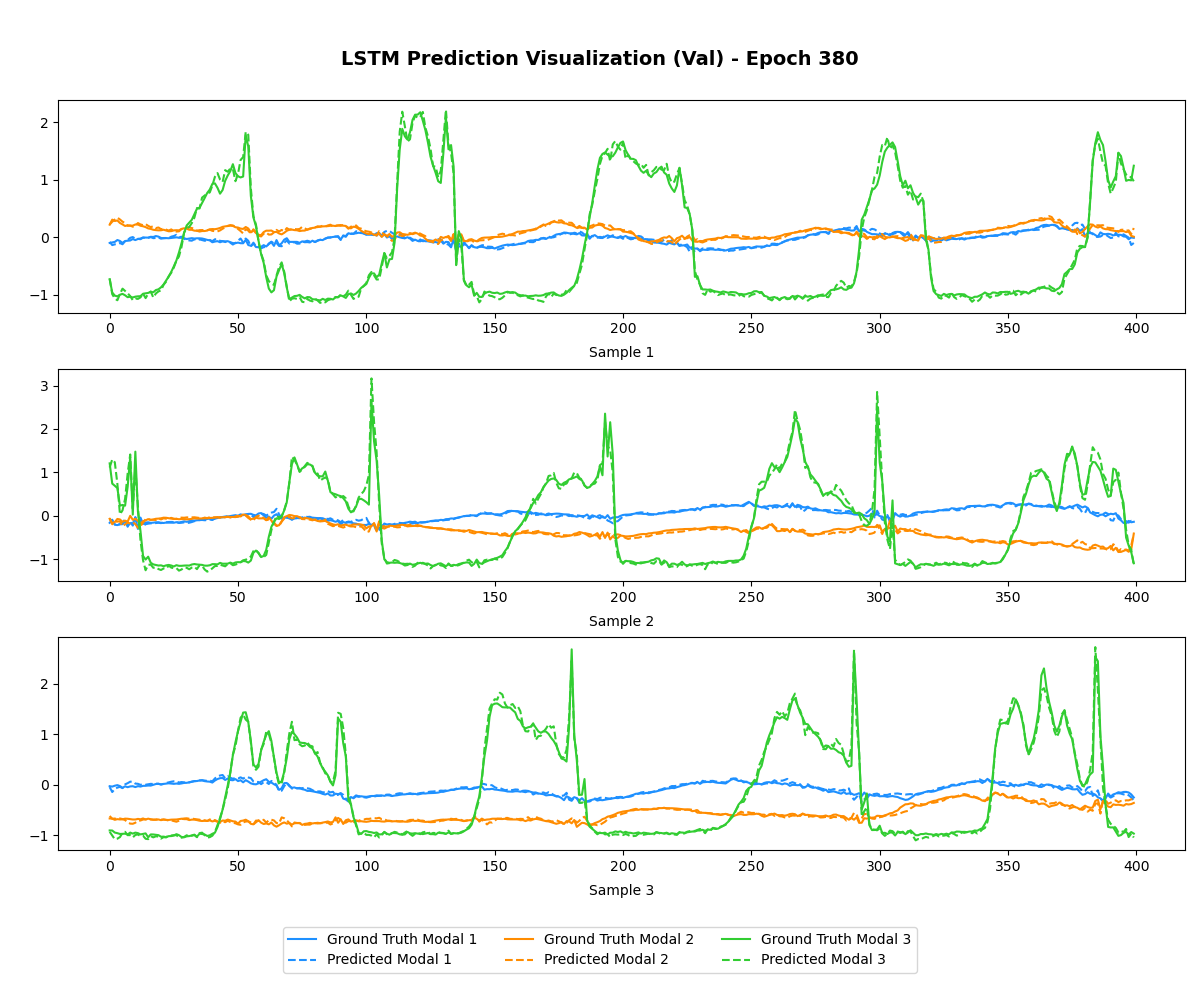 LSTM Prediction Visualization (Val) - Epoch 380
2
1
0
−1
0 50 100 150 200 250 300 350 400
Sample 1
3
2
1
0
−1
0 50 100 150 200 250 300 350 400
Sample 2
2
1
0
−1
0 50 100 150 200 250 300 350 400
Sample 3
Ground Truth Modal 1 Ground Truth Modal 2 Ground Truth Modal 3
Predicted Modal 1 Predicted Modal 2 Predicted Modal 3